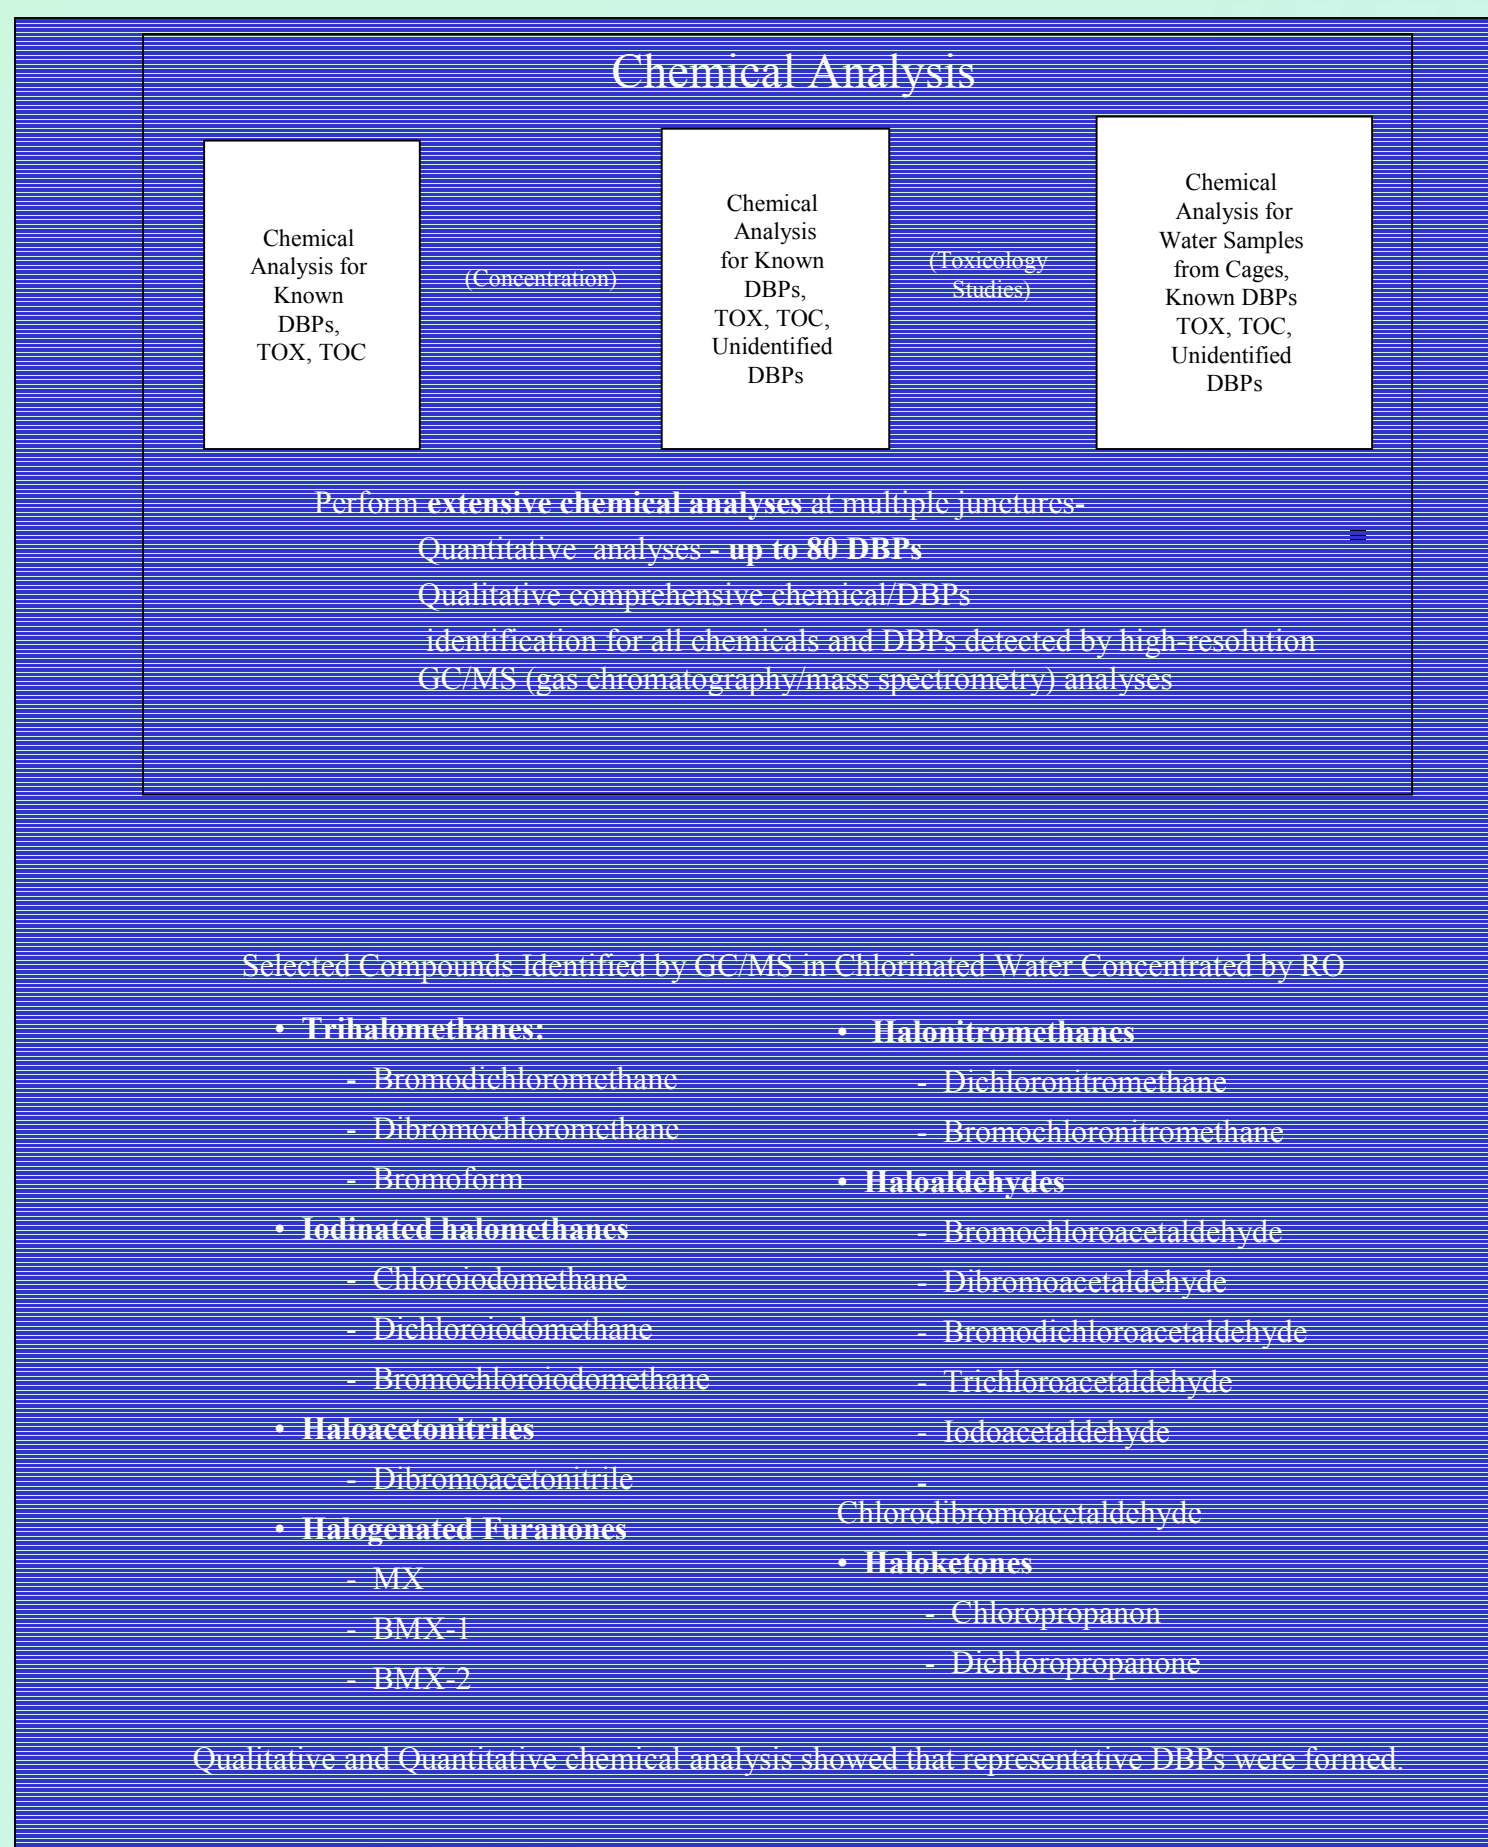 Chemical Analysis
Chemical
Analysis for
Known
DBPs,
TOX, TOC
(Concentration)
Chemical
Analysis
for Known
DBPs,
TOX, TOC,
Unidentified
DBPs
(Toxicology
Studies)
Chemical
Analysis for
Water Samples
from Cages,
Known DBPs
TOX, TOC,
Unidentified
DBPs
Perform extensive chemical analyses at multiple junctures-
Quantitative analyses - up to 80 DBPs
Qualitative comprehensive chemical/DBPs
identification for all chemicals and DBPs detected by high-resolution
GC/MS (gas chromatography/mass spectrometry) analyses
Selected Compounds Identified by GC/MS in Chlorinated Water Concentrated by RO
• Trihalomethanes:
- Bromodichloromethane
- Dibromochloromethane
- Bromoform
• Iodinated halomethanes
- Chloroiodomethane
- Dichloroiodomethane
- Bromochloroiodomethane
• Haloacetonitriles
- Dibromoacetonitrile
• Halogenated Furanones
- MX
- BMX-1
- BMX-2
• Halonitromethanes
- Dichloronitromethane
- Bromochloronitromethane
• Haloaldehydes
- Bromochloroacetaldehyde
- Dibromoacetaldehyde
- Bromodichloroacetaldehyde
- Trichloroacetaldehyde
- Iodoacetaldehyde
-
Chlorodibromoacetaldehyde
• Haloketones
- Chloropropanon
- Dichloropropanone
Qualitative and Quantitative chemical analysis showed that representative DBPs were formed.